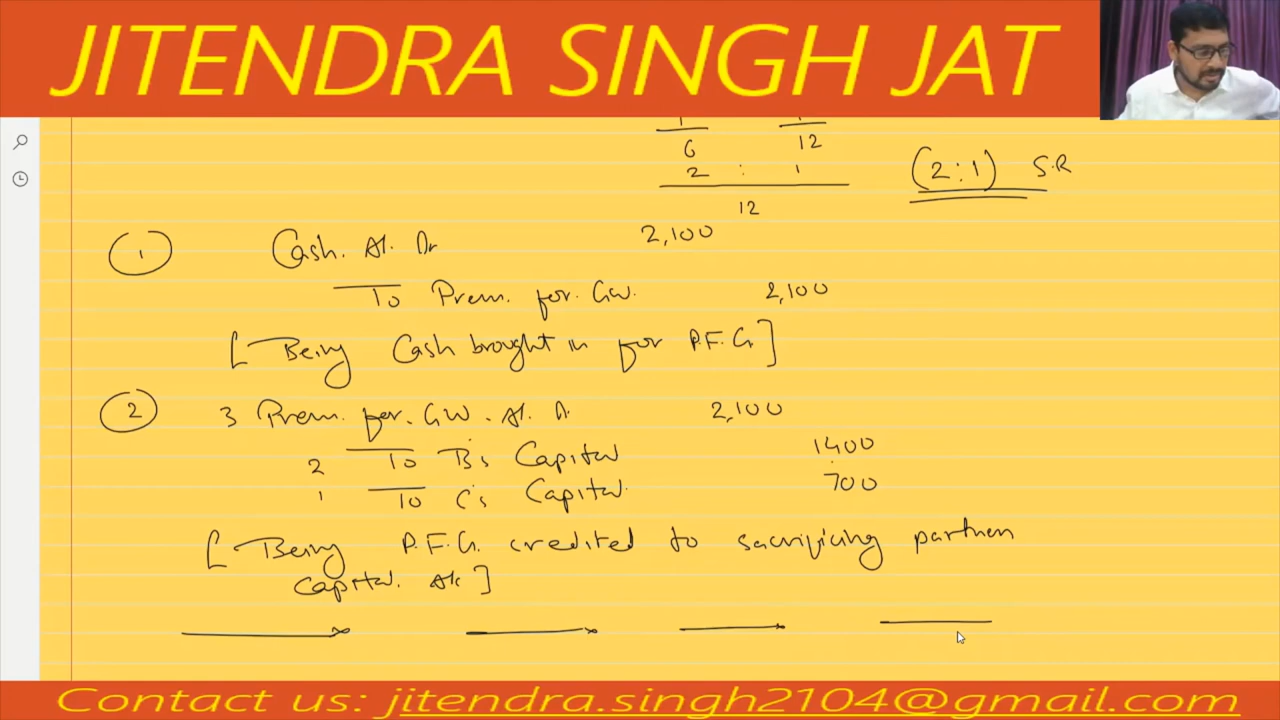 JITENDRA SINGH JAT
6 12
2 : 1
12
(2:1) S.R
1 Cash. A/. Dr 2,100
To Prem. for. GW. 2,100
[Being Cash brought in for P.F.G.]
2 3 Prem. for. GW. A/. Dr. 2,100
2 To B's Capital 1400
1 To C's Capital. 700
[Being P.F.G. credited to sacrificing partners
capital. A/c]
Contact us: jitendra.singh2104@gmail.com